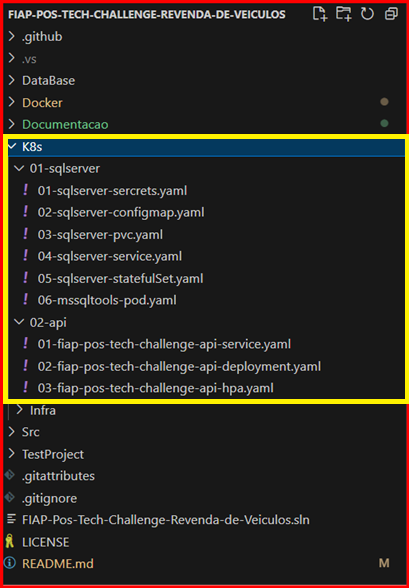 FIAP-POS-TECH-CHALLENGE-REVENDA-DE-VEICULOS
.github
.vs
DataBase
Docker
Documentacao
K8s
01-sqlserver
! 01-sqlserver-sercrets.yaml
! 02-sqlserver-configmap.yaml
! 03-sqlserver-pvc.yaml
! 04-sqlserver-service.yaml
! 05-sqlserver-statefulSet.yaml
! 06-mssqltools-pod.yaml
02-api
! 01-fiap-pos-tech-challenge-api-service.yaml
! 02-fiap-pos-tech-challenge-api-deployment.yaml
! 03-fiap-pos-tech-challenge-api-hpa.yaml
Infra
Src
TestProject
.gitattributes
.gitignore
FIAP-Pos-Tech-Challenge-Revenda-de-Veiculos.sln
LICENSE
README.md M